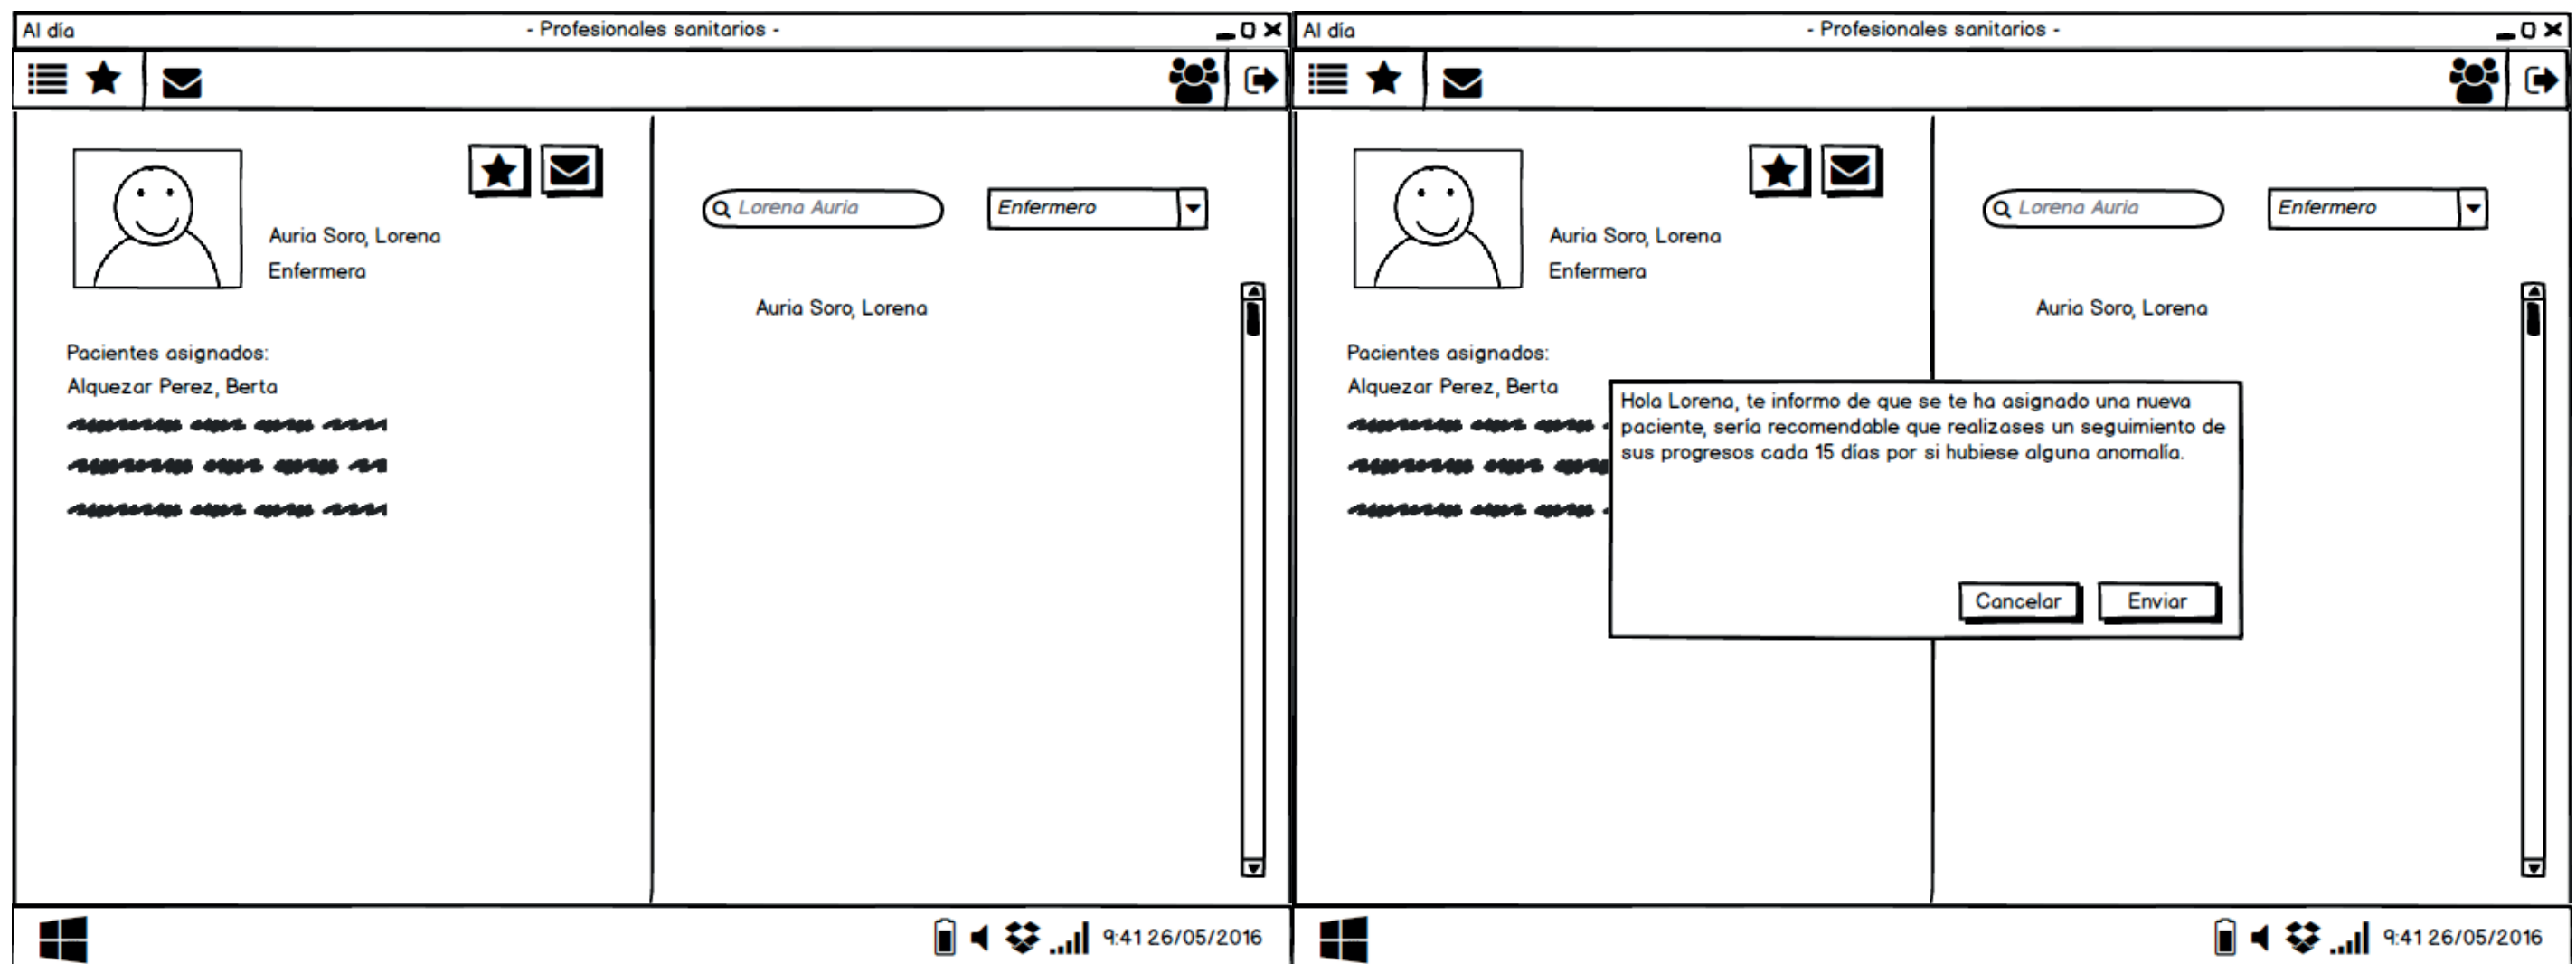 Al día
- Profesionales sanitarios -
Auria Soro, Lorena
Enfermera
Pacientes asignados:
Alquezar Perez, Berta
Lorena Auria
Enfermero
Auria Soro, Lorena
9:41 26/05/2016
Al día
- Profesionales sanitarios -
Auria Soro, Lorena
Enfermera
Pacientes asignados:
Alquezar Perez, Berta
Lorena Auria
Enfermero
Auria Soro, Lorena
Hola Lorena, te informo de que se te ha asignado una nueva
paciente, sería recomendable que realizases un seguimiento de
sus progresos cada 15 días por si hubiese alguna anomalía.
Cancelar
Enviar
9:41 26/05/2016